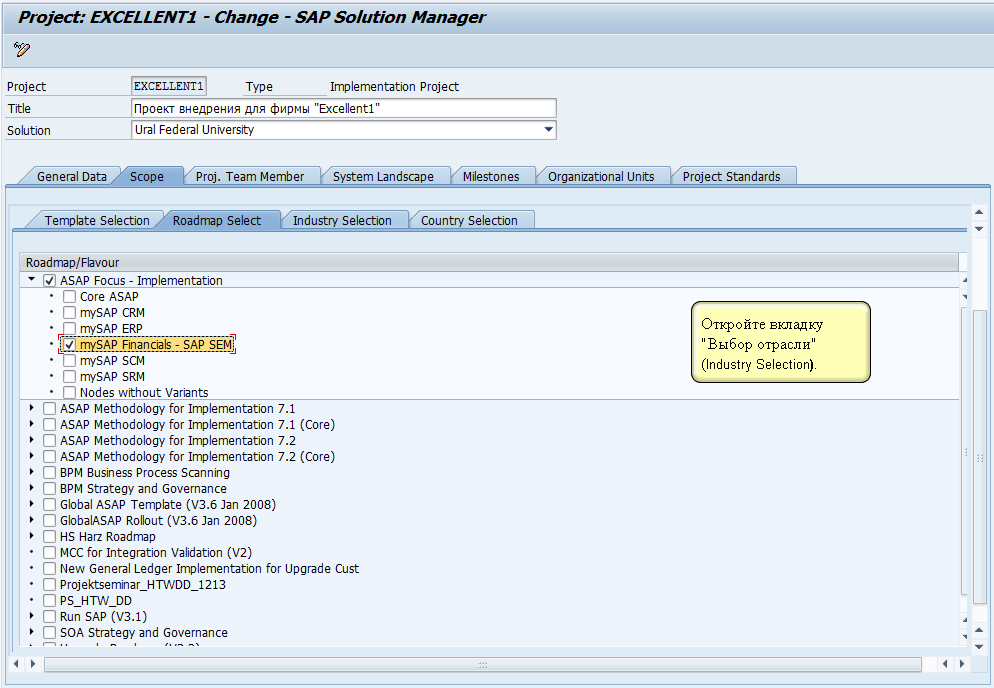 Project: EXCELLENT1 - Change - SAP Solution Manager
Project EXCELLENT1 Type Implementation Project
Title Проект внедрения для фирмы "Excellent1"
Solution Ural Federal University
General Data Scope Proj. Team Member System Landscape Milestones Organizational Units Project Standards
Template Selection Roadmap Select Industry Selection Country Selection
Roadmap/Flavour
ASAP Focus - Implementation
Core ASAP
mySAP CRM
mySAP ERP
mySAP Financials - SAP SEM
mySAP SCM
mySAP SRM
Nodes without Variants
Откройте вкладку
"Выбор отрасли"
(Industry Selection).
ASAP Methodology for Implementation 7.1
ASAP Methodology for Implementation 7.1 (Core)
ASAP Methodology for Implementation 7.2
ASAP Methodology for Implementation 7.2 (Core)
BPM Business Process Scanning
BPM Strategy and Governance
Global ASAP Template (V3.6 Jan 2008)
GlobalASAP Rollout (V3.6 Jan 2008)
HS Harz Roadmap
MCC for Integration Validation (V2)
New General Ledger Implementation for Upgrade Cust
Projektseminar_HTWDD_1213
PS_HTW_DD
Run SAP (V3.1)
SOA Strategy and Governance